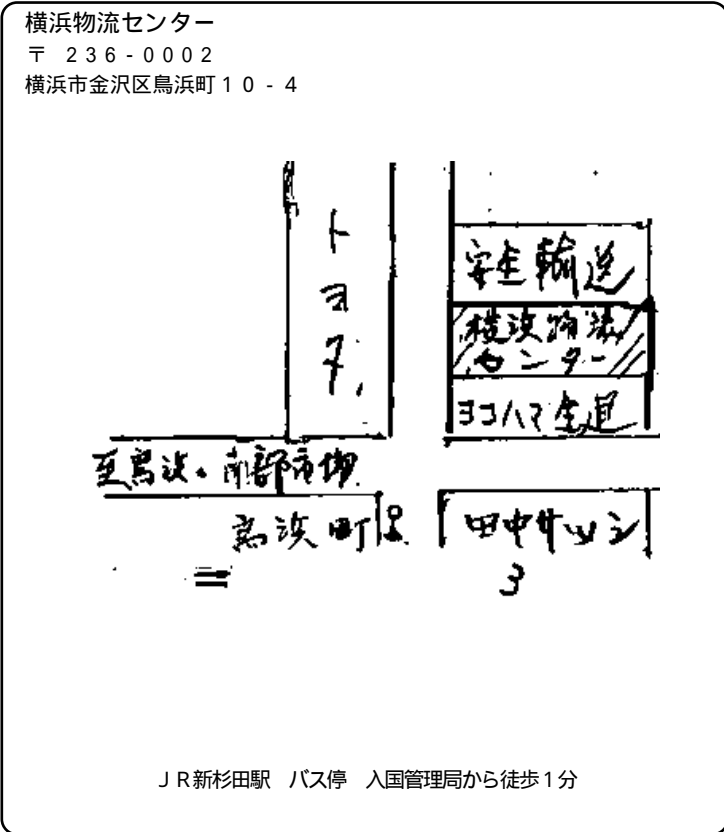 横浜物流センター
〒 236-0002
横浜市金沢区鳥浜町10-4
トヨタ
安全輸送
横浜物流
センター
ヨコハマ
至鳥浜・南部市場
鳥浜町
田中サッシ
JR新杉田駅 バス停 入国管理局から徒歩1分